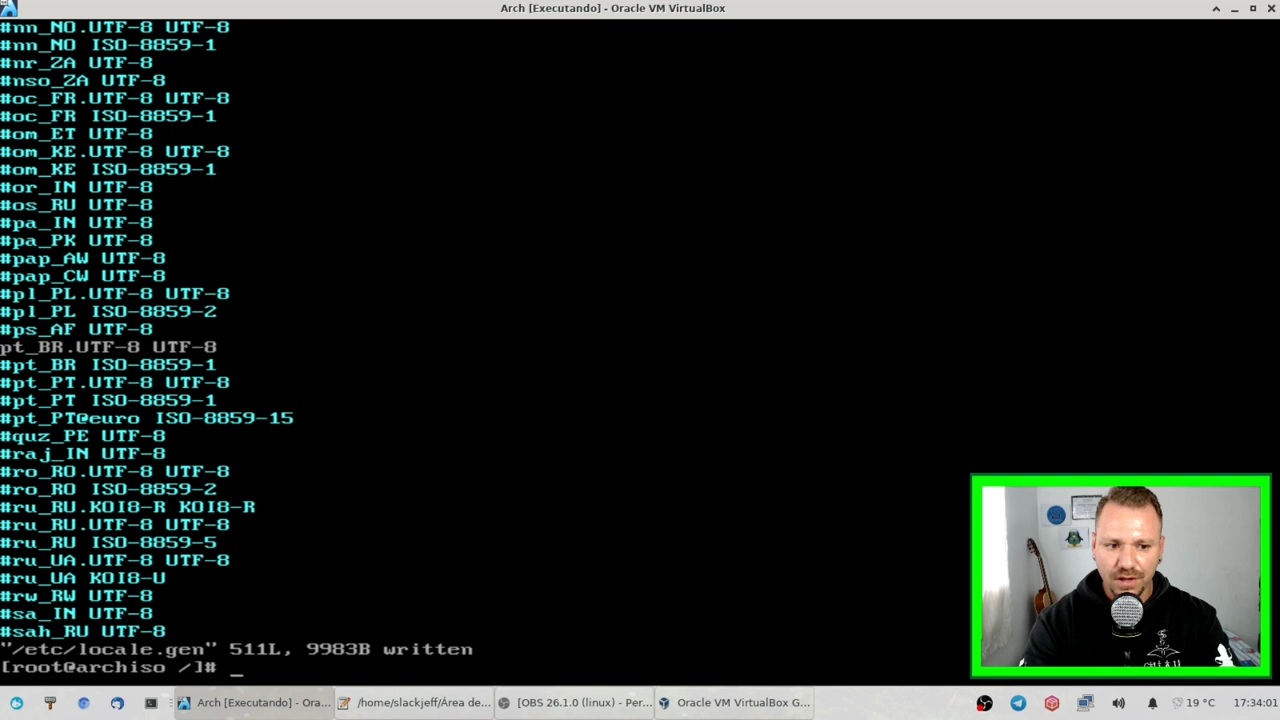 Arch [Executando] - Oracle VM VirtualBox
#nn_NO.UTF-8 UTF-8
#nn_NO ISO-8859-1
#nr_ZA UTF-8
#nso_ZA UTF-8
#oc_FR.UTF-8 UTF-8
#oc_FR ISO-8859-1
#om_ET UTF-8
#om_KE.UTF-8 UTF-8
#om_KE ISO-8859-1
#or_IN UTF-8
#os_RU UTF-8
#pa_IN UTF-8
#pa_PK UTF-8
#pap_AW UTF-8
#pap_CW UTF-8
#pl_PL.UTF-8 UTF-8
#pl_PL ISO-8859-2
#ps_AF UTF-8
pt_BR.UTF-8 UTF-8
#pt_BR ISO-8859-1
#pt_PT.UTF-8 UTF-8
#pt_PT ISO-8859-1
#pt_PT@euro ISO-8859-15
#quz_PE UTF-8
#raj_IN UTF-8
#ro_RO.UTF-8 UTF-8
#ro_RO ISO-8859-2
#ru_RU.KOI8-R KOI8-R
#ru_RU.UTF-8 UTF-8
#ru_RU ISO-8859-5
#ru_UA.UTF-8 UTF-8
#ru_UA KOI8-U
#rw_RW UTF-8
#sa_IN UTF-8
#sah_RU UTF-8
"/etc/locale.gen" 511L, 9983B written
[root@archiso /]# _
Arch [Executando] - Ora... /home/slackjeff/Área de... [OBS 26.1.0 (linux) - Per... Oracle VM VirtualBox G... 19 °C 17:34:01